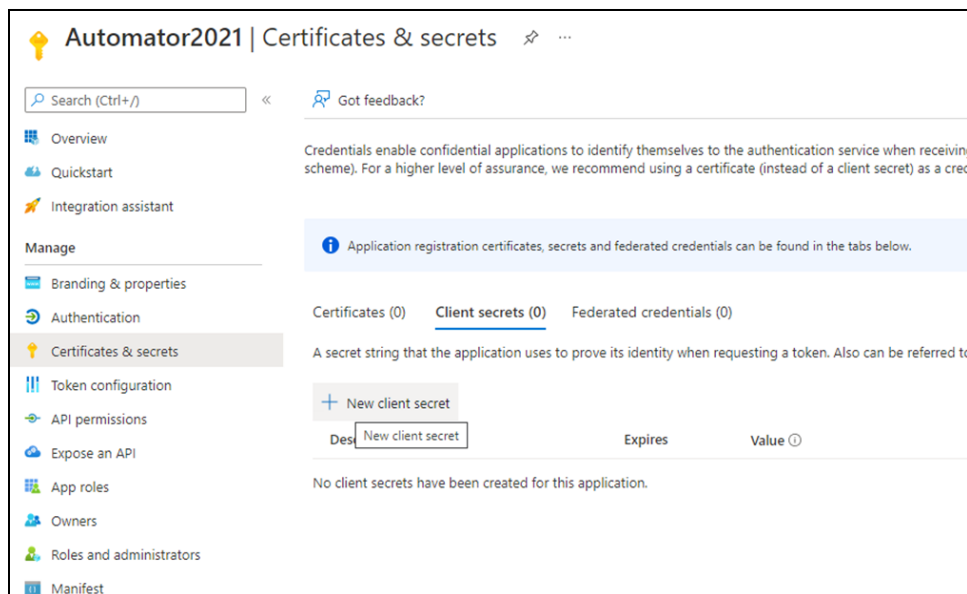 Automator2021 | Certificates & secrets
Search (Ctrl+/)
Overview
Quickstart
Integration assistant
Manage
Branding & properties
Authentication
Certificates & secrets
Token configuration
API permissions
Expose an API
App roles
Owners
Roles and administrators
Manifest
Got feedback?
Credentials enable confidential applications to identify themselves to the authentication service when receiving
scheme). For a higher level of assurance, we recommend using a certificate (instead of a client secret) as a
Application registration certificates, secrets and federated credentials can be found in the tabs below.
Certificates (0) Client secrets (0) Federated credentials (0)
A secret string that the application uses to prove its identity when requesting a token. Also can be referred
New client secret
New client secret
Expires Value
No client secrets have been created for this application.